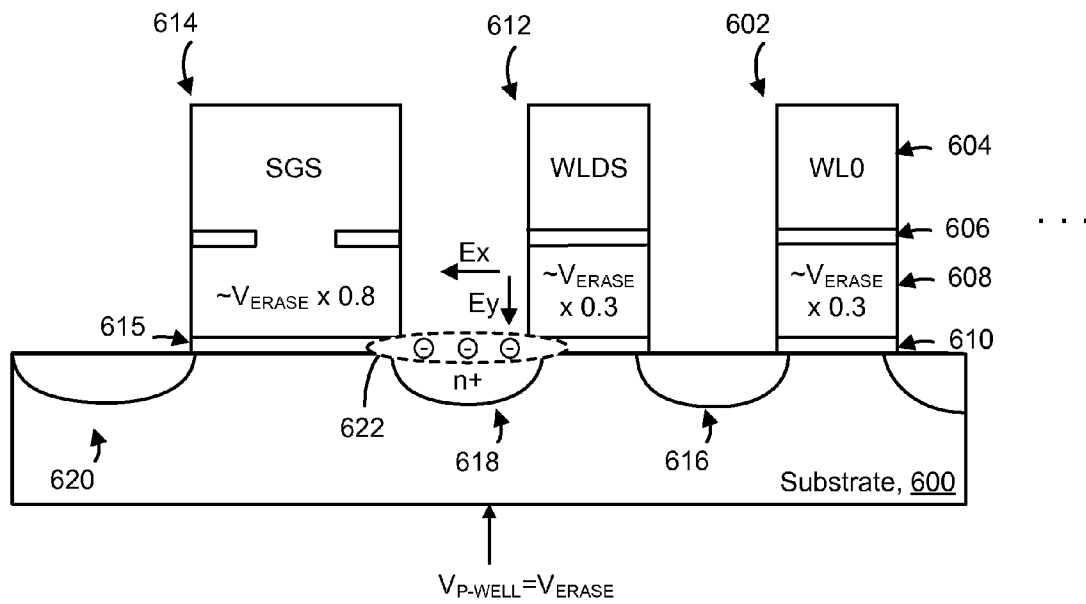 614
612
602
SGS
WLDS
WL0
604
606
. . .
Ex
~VERASE x 0.8
Ey
~VERASE
x 0.3
~VERASE
x 0.3
608
615
610
- - -
n+
622
620
618
616
Substrate, 600
VP-WELL=VERASE